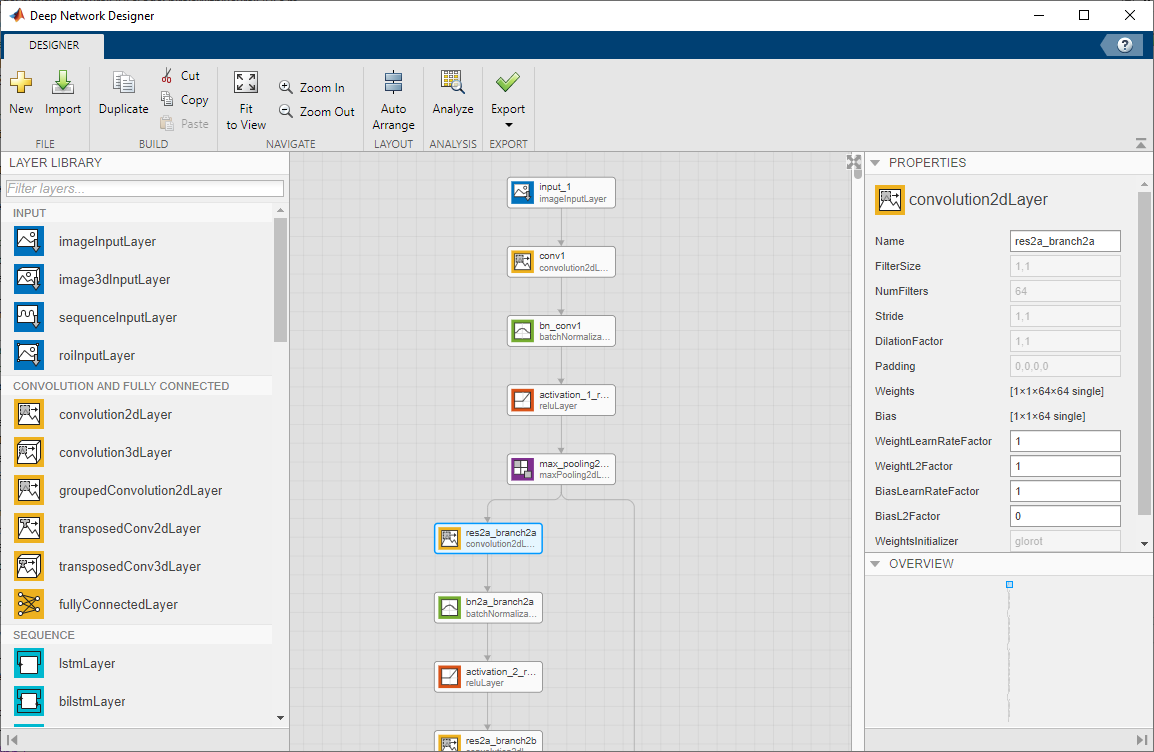 Deep Network Designer
DESIGNER
?
New
Import
Duplicate
Cut
Copy
Paste
Fit
to View
Zoom In
Zoom Out
Auto
Arrange
Analyze
Export
FILE
BUILD
NAVIGATE
LAYOUT
ANALYSIS
EXPORT
LAYER LIBRARY
Filter layers...
INPUT
imageInputLayer
image3dInputLayer
sequenceInputLayer
roiInputLayer
CONVOLUTION AND FULLY CONNECTED
convolution2dLayer
convolution3dLayer
groupedConvolution2dLayer
transposedConv2dLayer
transposedConv3dLayer
fullyConnectedLayer
SEQUENCE
lstmLayer
bilstmLayer
input_1
imageInputLayer
conv1
convolution2dL...
bn_conv1
batchNormaliza...
activation_1_r...
reluLayer
max_pooling2...
maxPooling2dL...
res2a_branch2a
convolution2dL...
bn2a_branch2a
batchNormaliza...
activation_2_r...
reluLayer
res2a_branch2b
convolution2dL...
PROPERTIES
convolution2dLayer
Name res2a_branch2a
FilterSize 1,1
NumFilters 64
Stride 1,1
DilationFactor 1,1
Padding 0,0,0,0
Weights [1×1×64×64 single]
Bias [1×1×64 single]
WeightLearnRateFactor 1
WeightL2Factor 1
BiasLearnRateFactor 1
BiasL2Factor 0
WeightsInitializer glorot
OVERVIEW